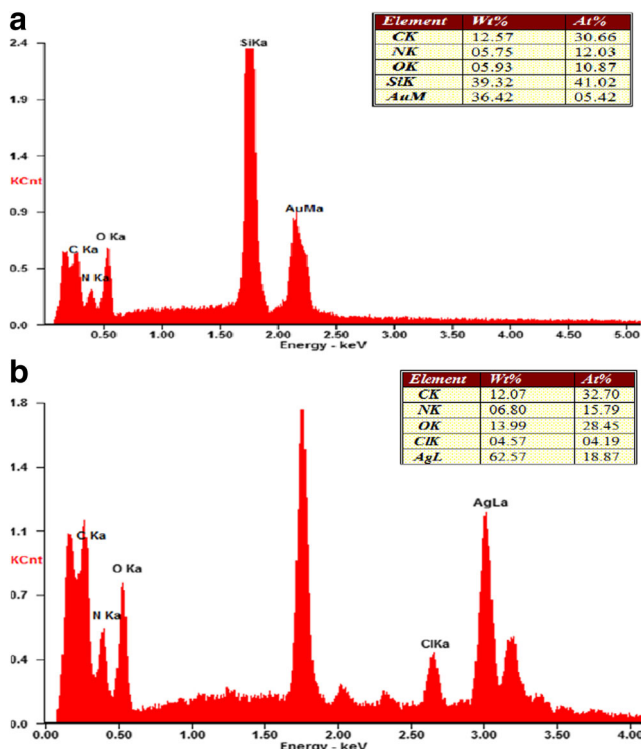 a
Element Wt% At%
CK 12.57 30.66
NK 05.75 12.03
OK 05.93 10.87
SiK 39.32 41.02
AuM 36.42 05.42
2.4
SiKa
1.9
1.4
KCnt
0.9
AuMa
O Ka
C Ka
0.5
N Ka
0.0
0.50 1.00 1.50 2.00 2.50 3.00 3.50 4.00 4.50 5.00
Energy - keV
b
Element Wt% At%
CK 12.07 32.70
NK 06.80 15.79
OK 13.99 28.45
ClK 04.57 04.19
AgL 62.57 18.87
1.8
1.4
AgLa
1.1
C Ka
KCnt
O Ka
0.7
N Ka
ClKa
0.4
0.0
0.00 0.50 1.00 1.50 2.00 2.50 3.00 3.50 4.0
Energy - keV